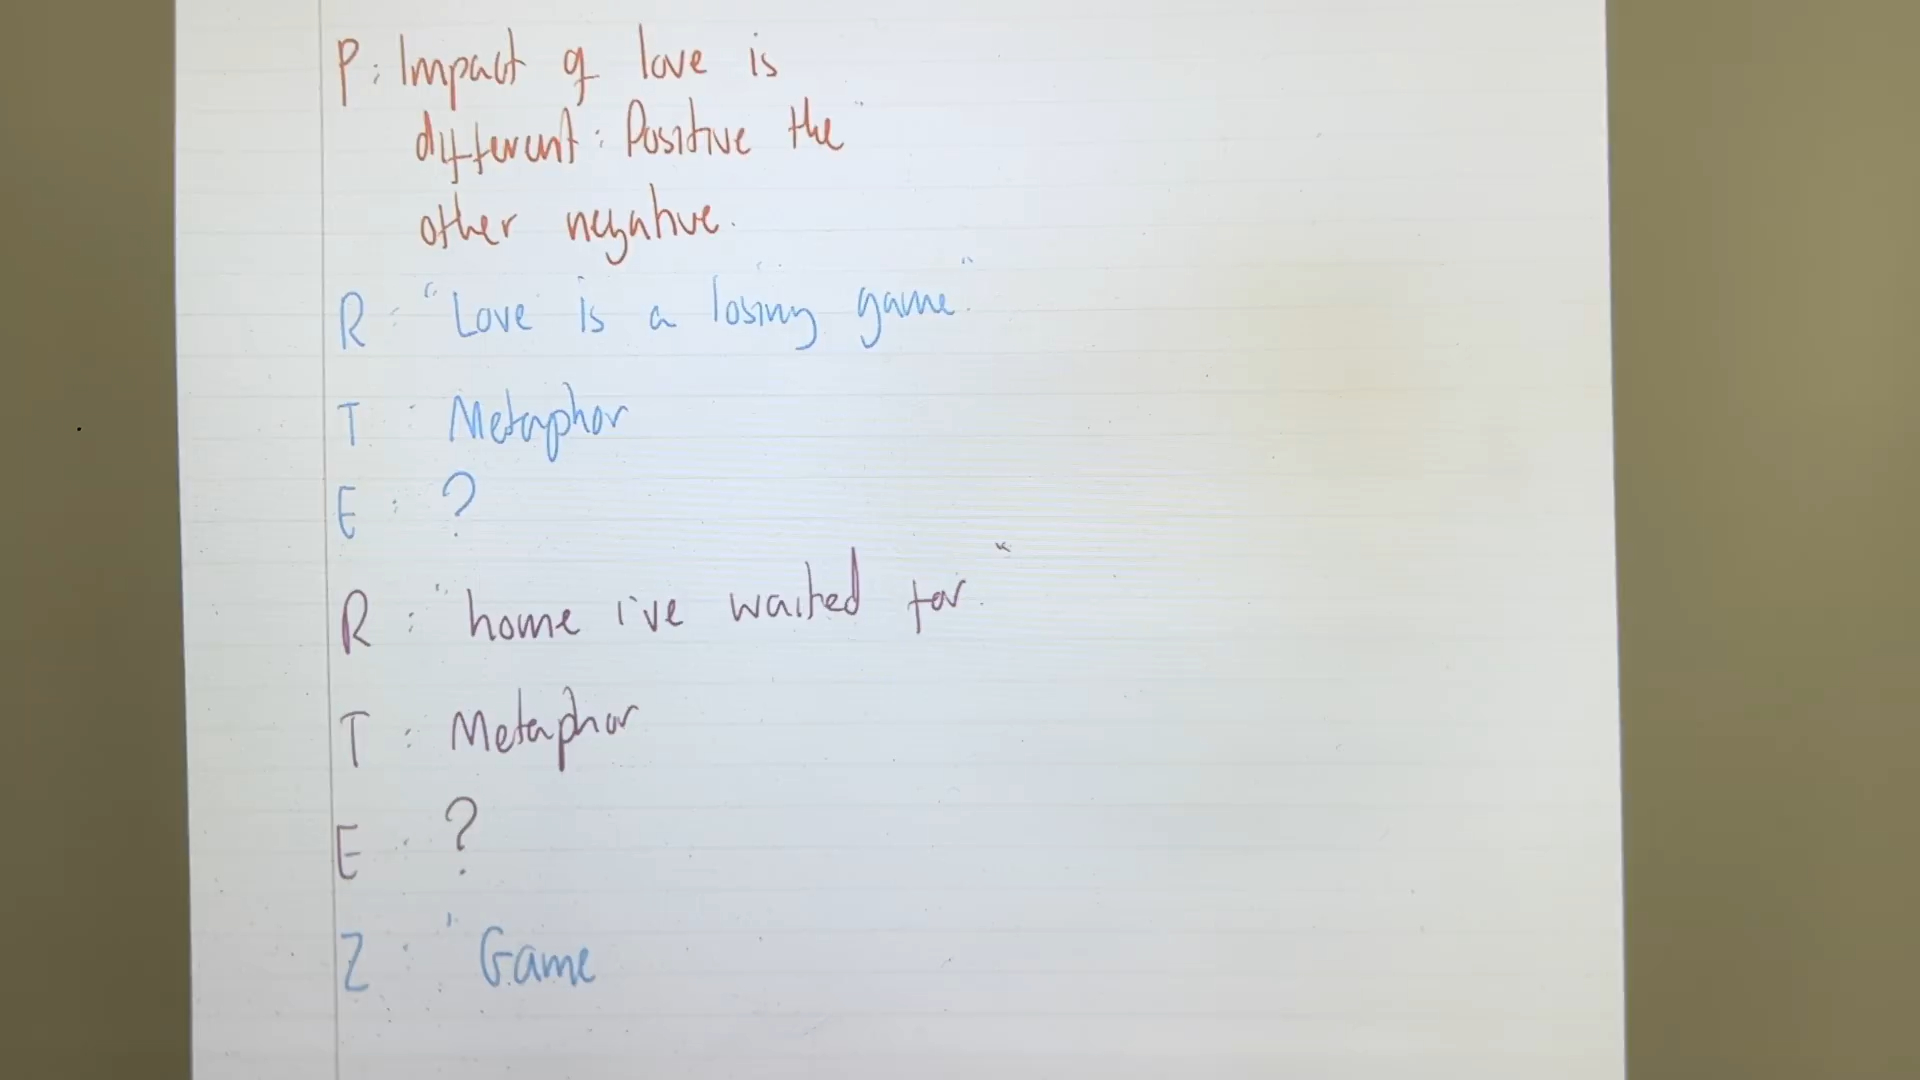 P: Impact of love is
different: Positive the
other negative.
R: "Love is a losing game."
T: Metaphor
E: ?
R: "home i've waited for."
T: Metaphor
E: ?
Z: "Game